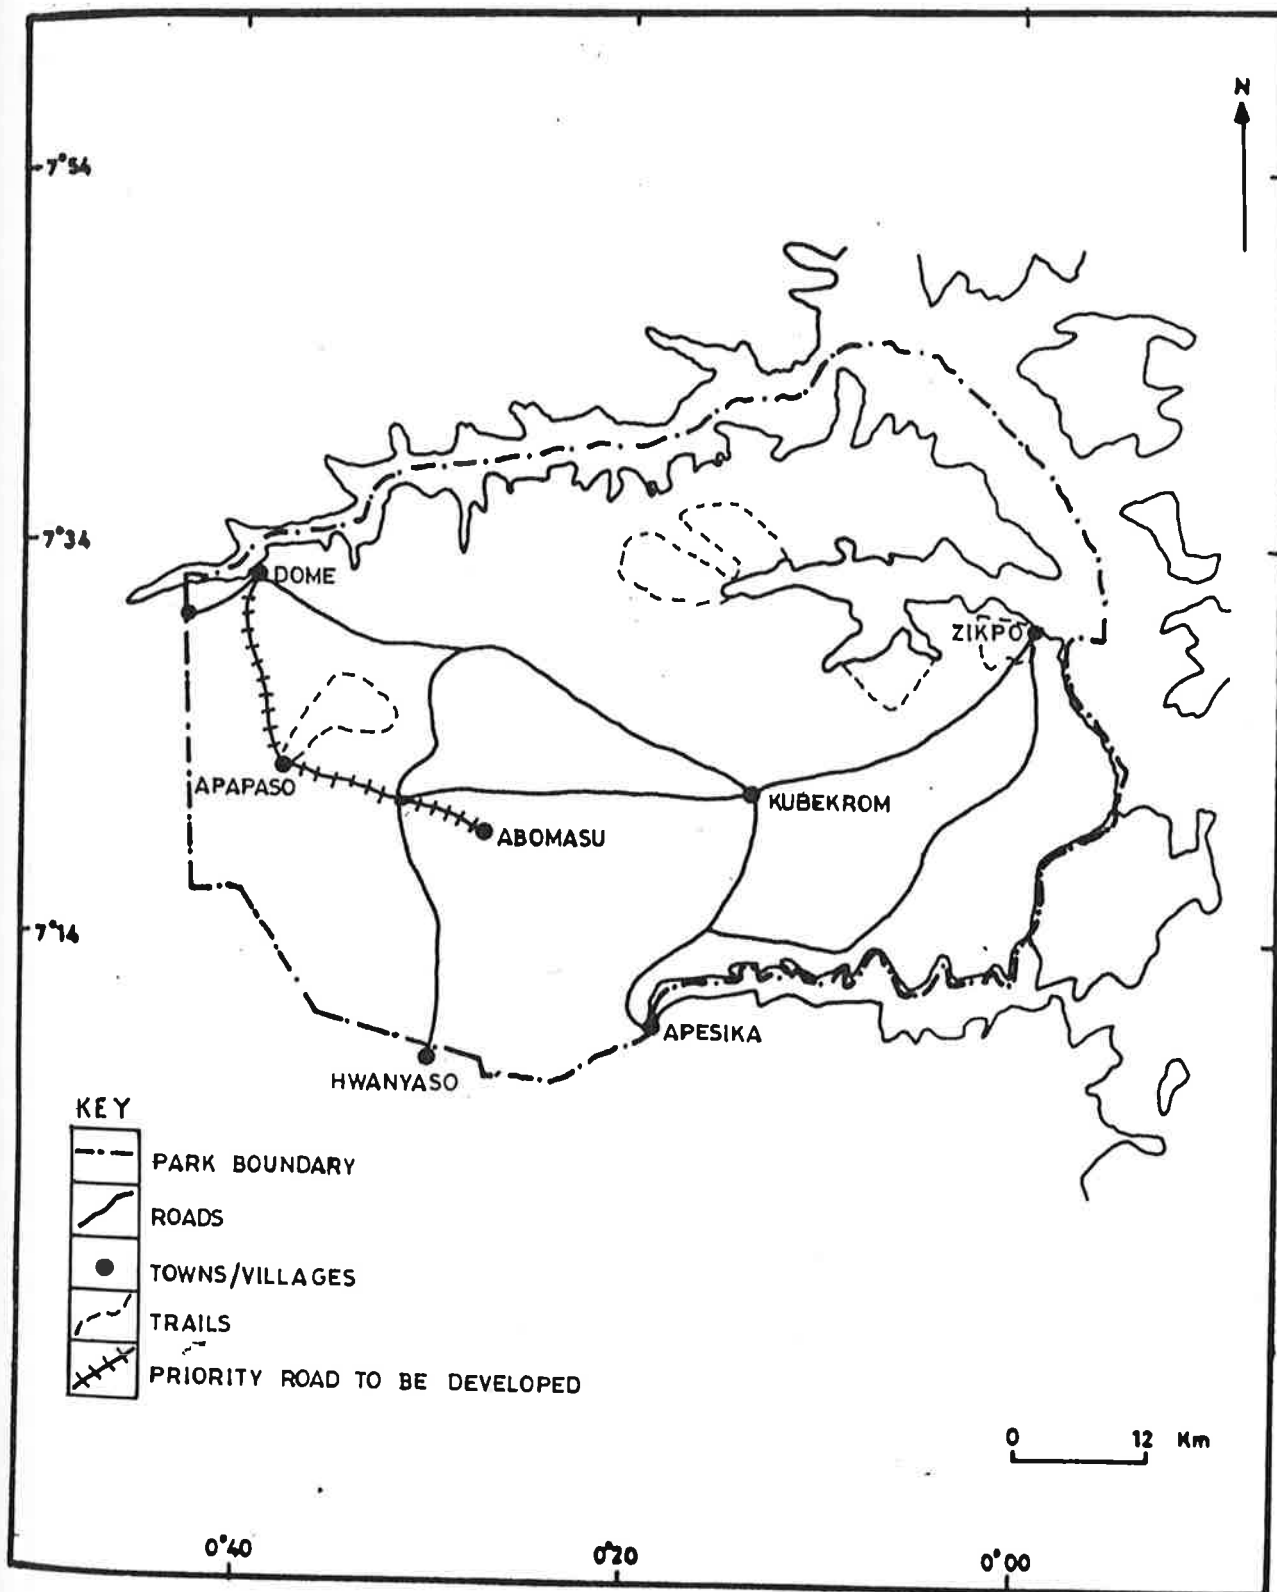 N
7°54
7°34
DOME
ZIKPO
APAPASO
KUBEKROM
ABOMASU
7°14
APESIKA
HWANYASO
KEY
PARK BOUNDARY
ROADS
TOWNS/VILLAGES
TRAILS
PRIORITY ROAD TO BE DEVELOPED
0 12 Km
0°40 0°20 0°00